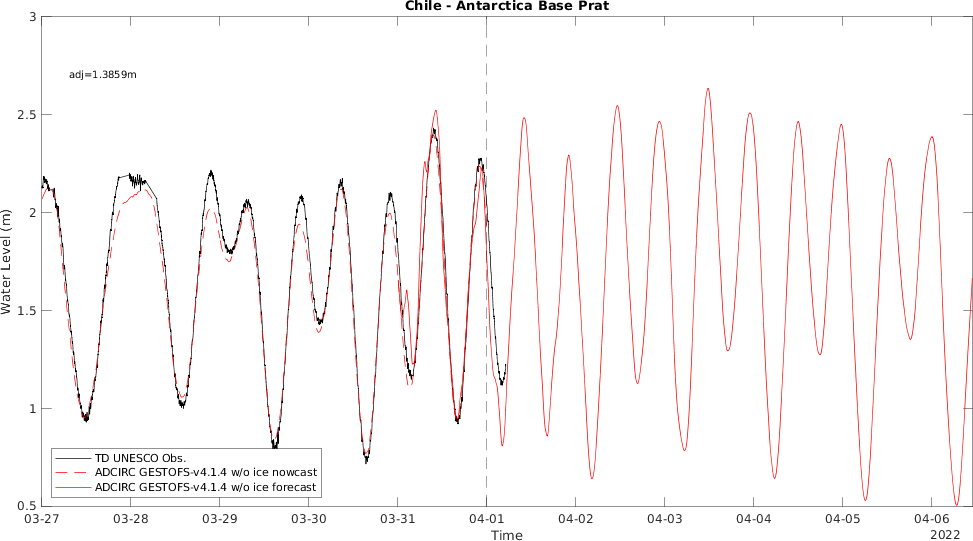 Chile - Antarctica Base Prat
3
adj=1.3859m
2.5
2
Water Level (m)
1.5
1
TD UNESCO Obs.
ADCIRC GESTOFS-v4.1.4 w/o ice nowcast
ADCIRC GESTOFS-v4.1.4 w/o ice forecast
0.5
03-27 03-28 03-29 03-30 03-31 04-01 04-02 04-03 04-04 04-05 04-06
Time 2022